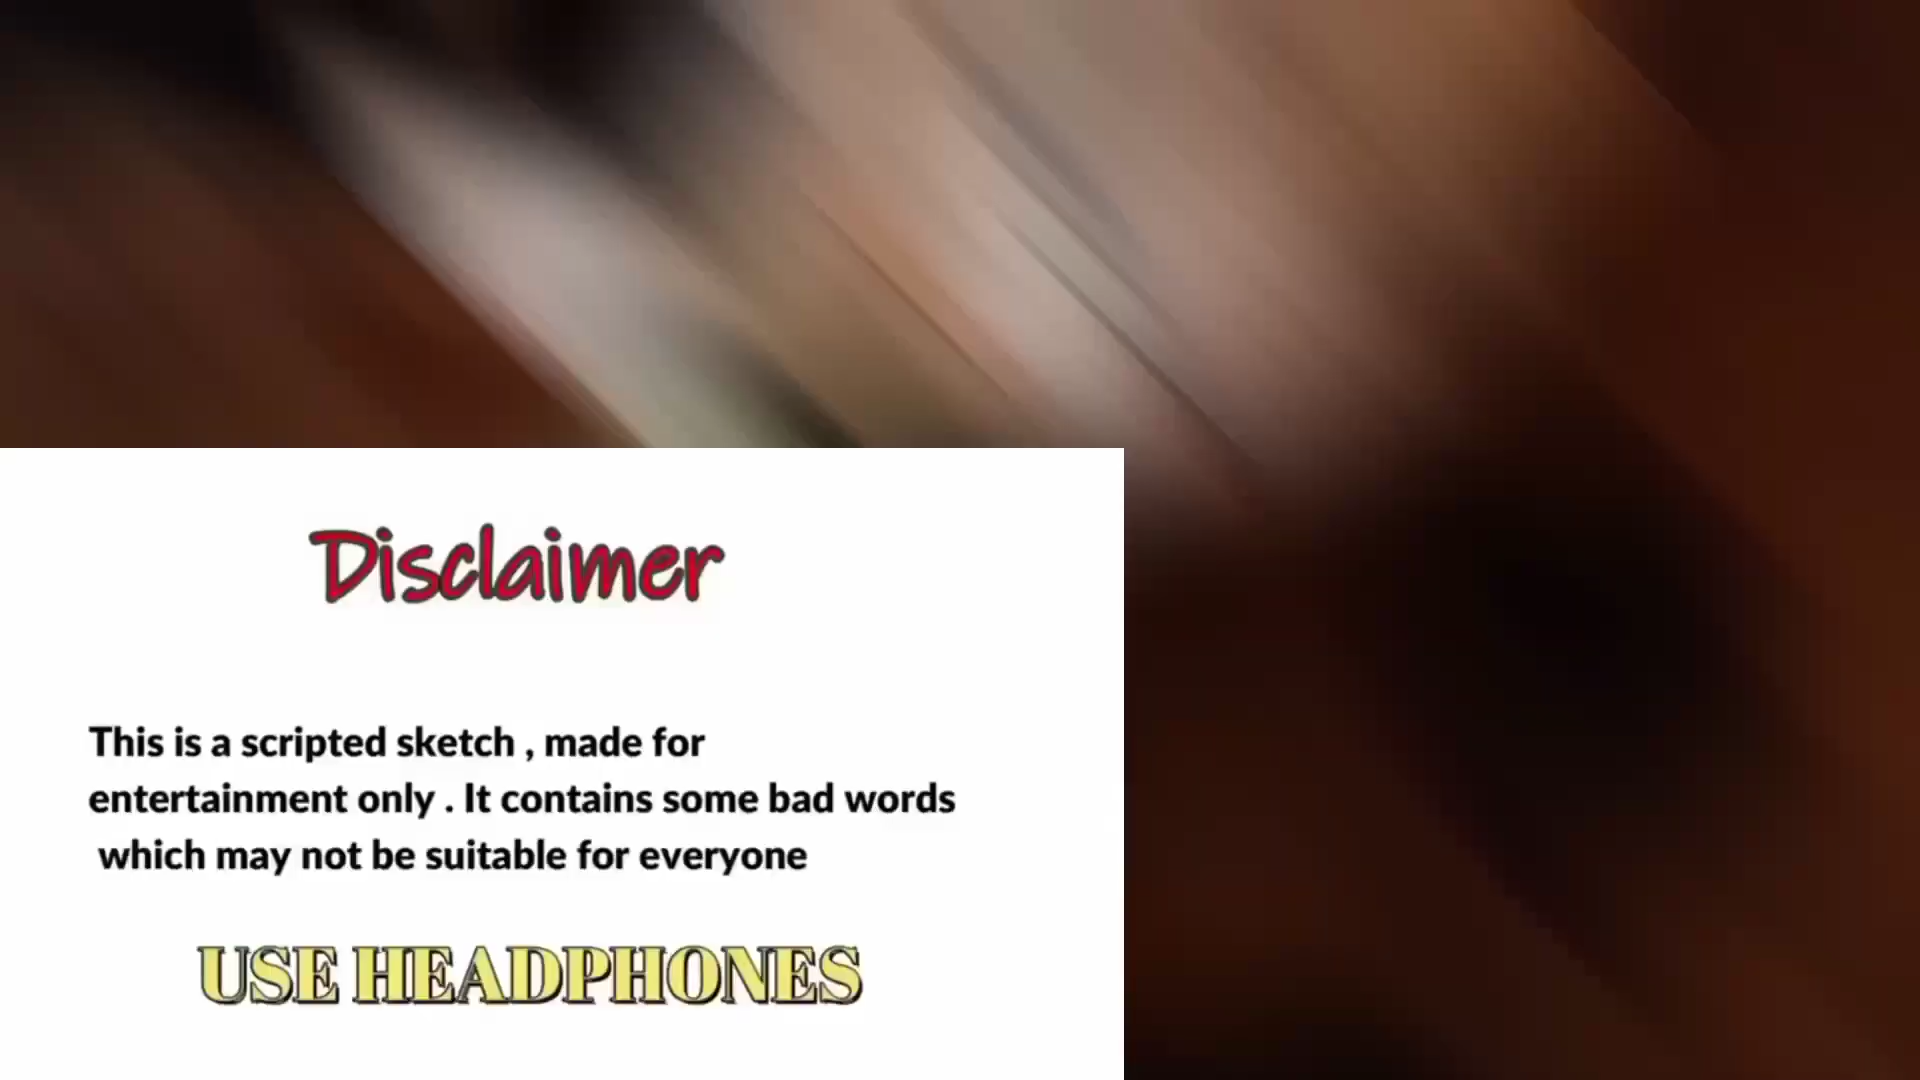 Disclaimer
This is a scripted sketch , made for
entertainment only . It contains some bad words
which may not be suitable for everyone
USE HEADPHONES